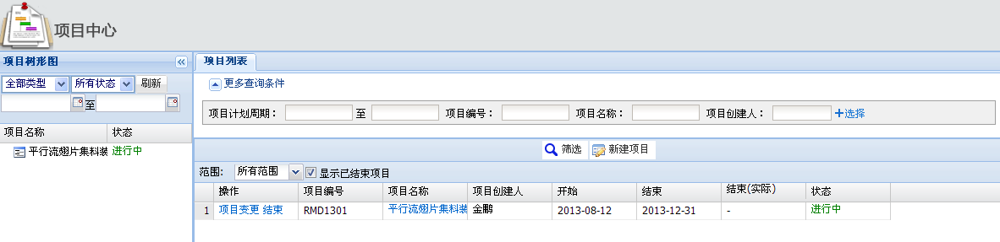 项目中心
项目树形图
全部类型 所有状态 刷新
至
项目名称 状态
平行流翅片集料装 进行中
项目列表
更多查询条件
项目计划周期： 至 项目编号： 项目名称： 项目创建人： 选择
筛选 新建项目
范围: 所有范围 显示已结束项目
操作 项目编号 项目名称 项目创建人 开始 结束 结束(实际) 状态
1 项目变更 结束 RMD1301 平行流翅片集料装 金鹏 2013-08-12 2013-12-31 - 进行中